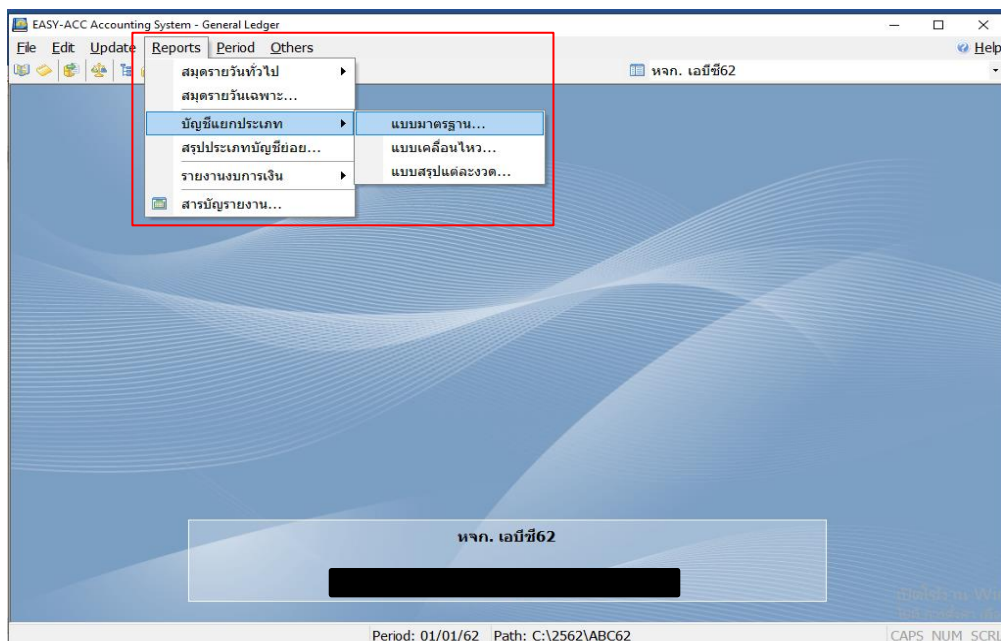 EASY-ACC Accounting System - General Ledger
File Edit Update Reports Period Others Help
หจก. เอบีซี62
สมุดรายวันทั่วไป
สมุดรายวันเฉพาะ...
บัญชีแยกประเภท
แบบมาตรฐาน...
สรุปประเภทบัญชีย่อย...
แบบเคลื่อนไหว...
รายงานงบการเงิน
แบบสรุปแต่ละงวด...
สารบัญรายงาน...
หจก. เอบีซี62
Period: 01/01/62 Path: C:\2562\ABC62 CAPS NUM SCRL